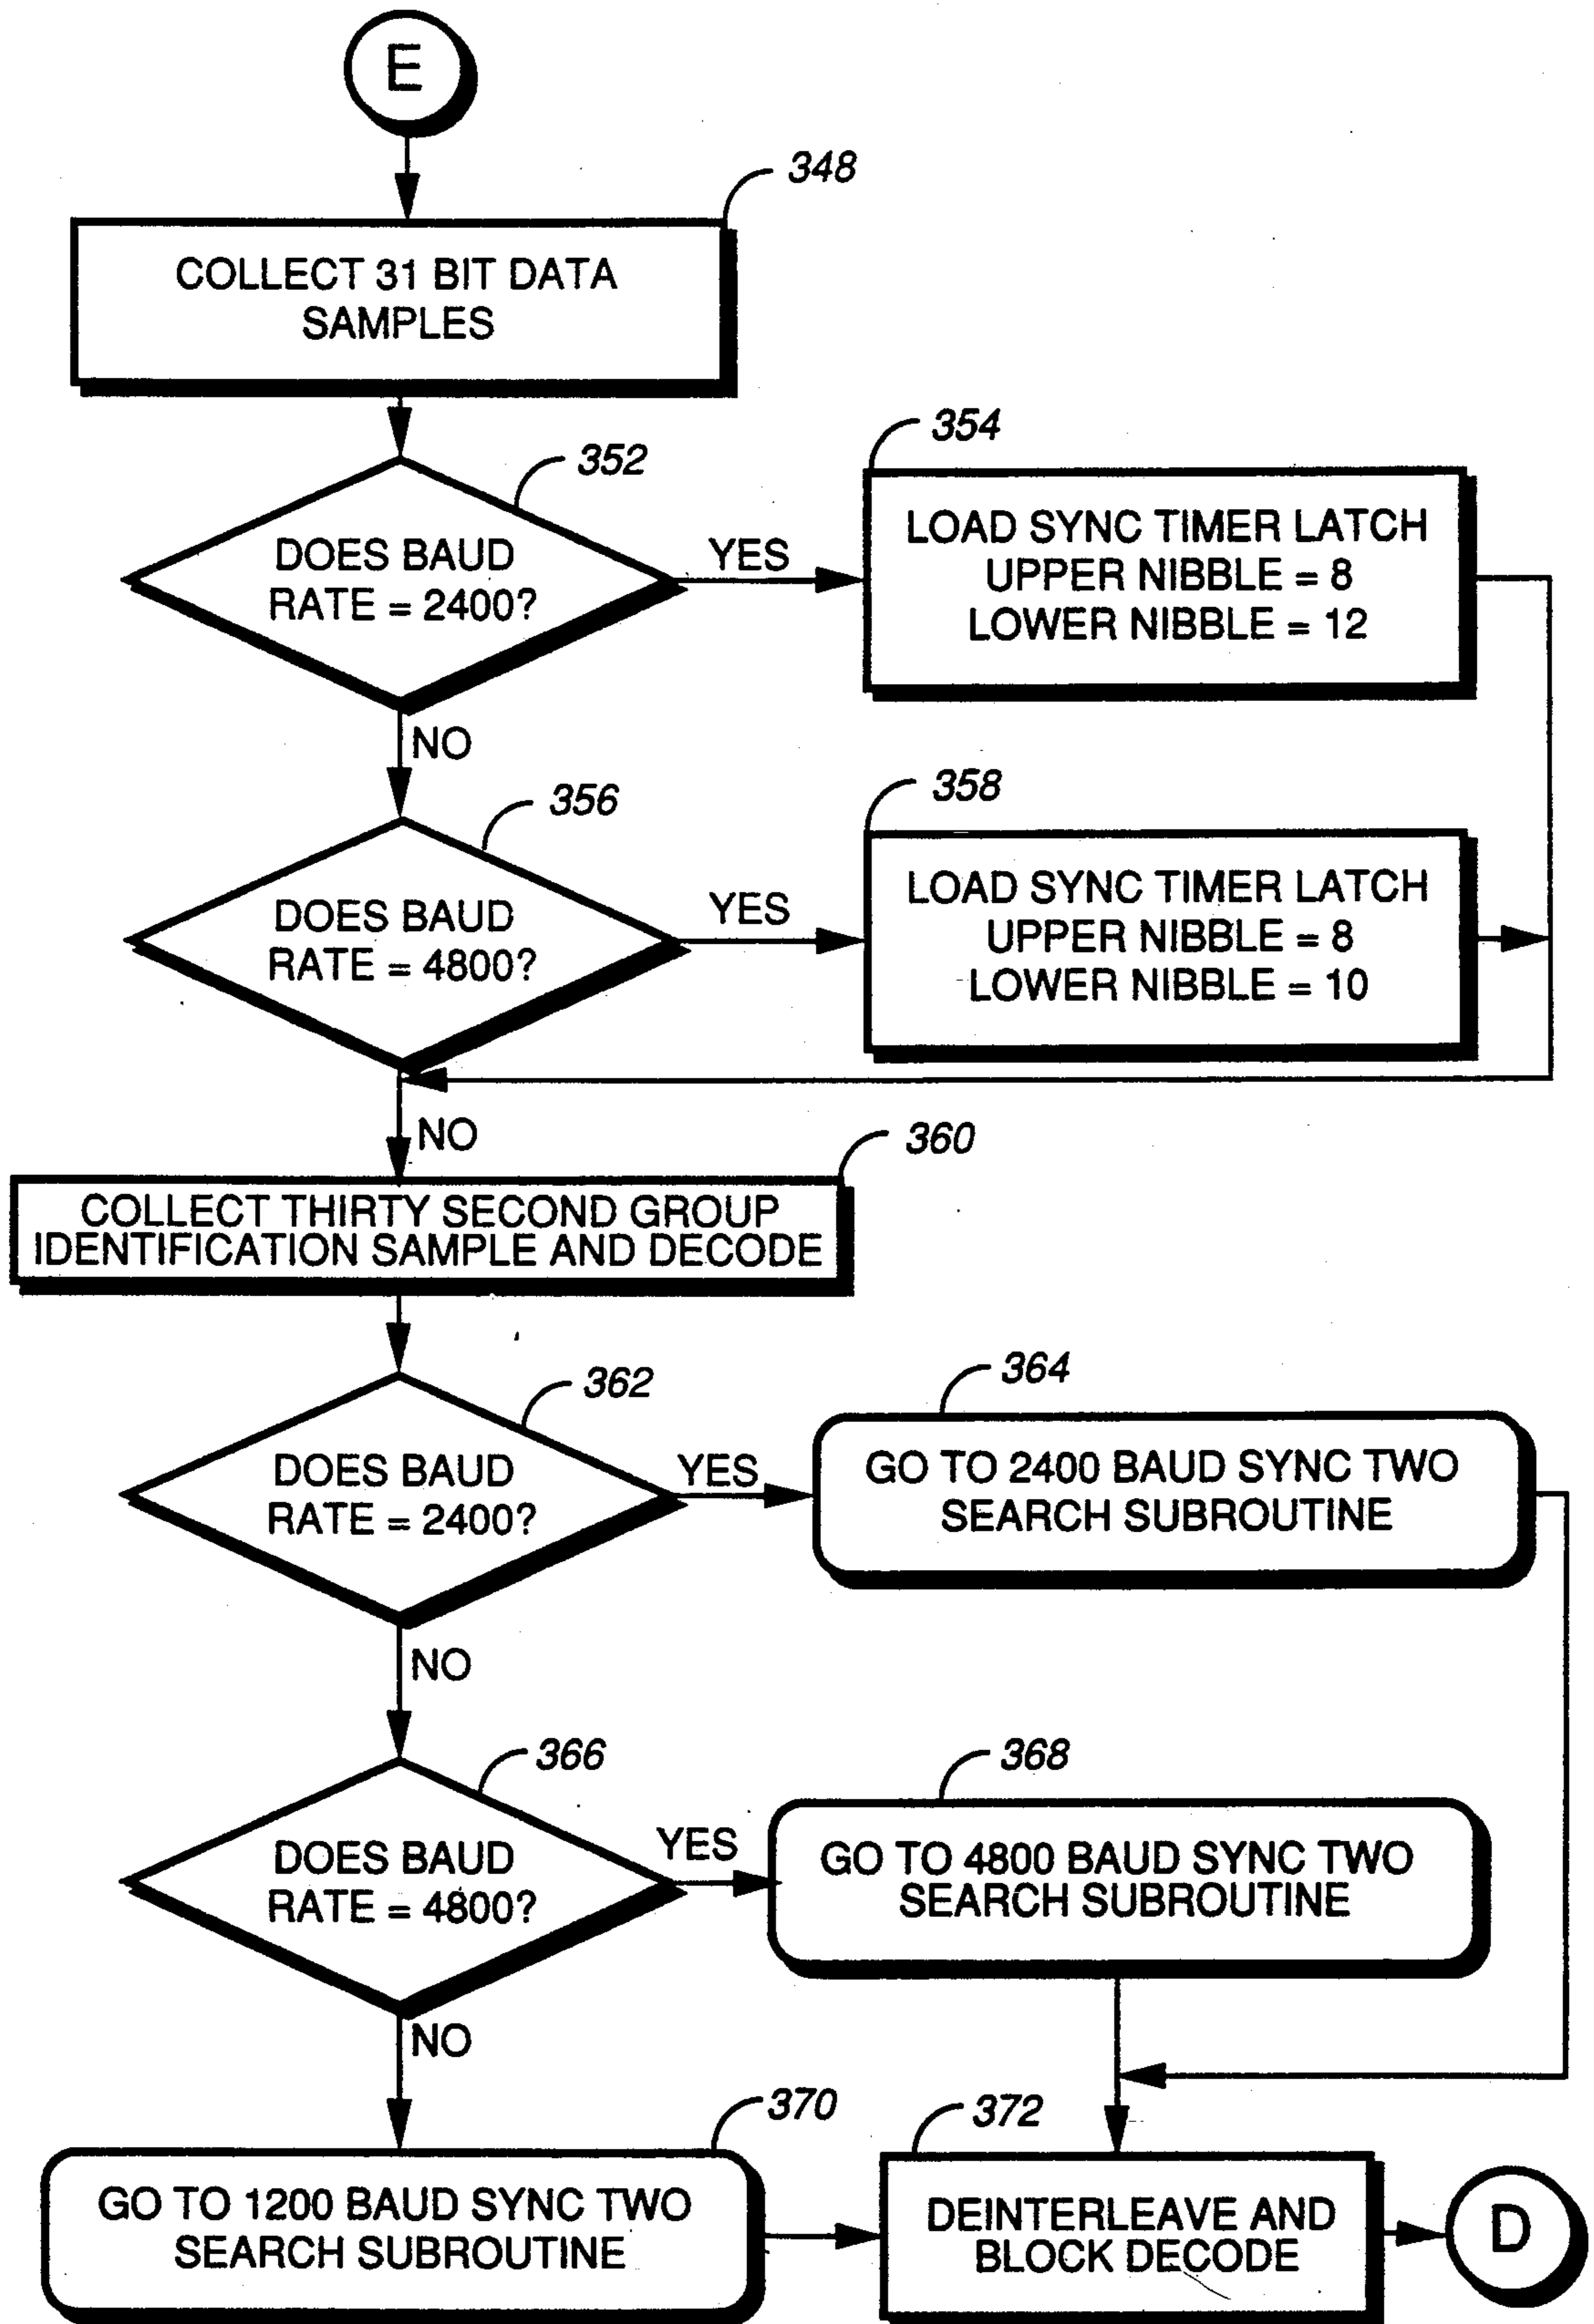 E
348
COLLECT 31 BIT DATA
SAMPLES
352
DOES BAUD
RATE = 2400?
YES
354
LOAD SYNC TIMER LATCH
UPPER NIBBLE = 8
LOWER NIBBLE = 12
NO
356
DOES BAUD
RATE = 4800?
YES
358
LOAD SYNC TIMER LATCH
UPPER NIBBLE = 8
LOWER NIBBLE = 10
NO
360
COLLECT THIRTY SECOND GROUP
IDENTIFICATION SAMPLE AND DECODE
362
DOES BAUD
RATE = 2400?
YES
364
GO TO 2400 BAUD SYNC TWO
SEARCH SUBROUTINE
NO
366
DOES BAUD
RATE = 4800?
YES
368
GO TO 4800 BAUD SYNC TWO
SEARCH SUBROUTINE
NO
370
GO TO 1200 BAUD SYNC TWO
SEARCH SUBROUTINE
372
DEINTERLEAVE AND
BLOCK DECODE
D